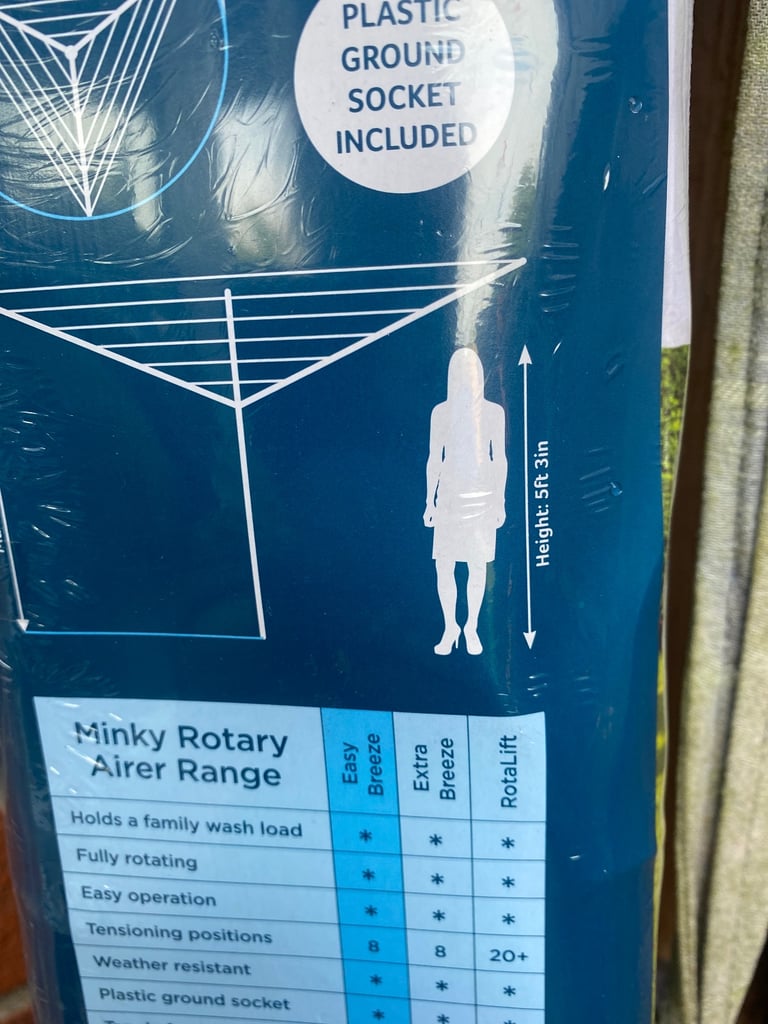 PLASTIC
GROUND
SOCKET
INCLUDED
Height: 5ft 3in
Minky Rotary
Airer Range
Easy
Breeze
Extra
Breeze
RotaLift
Holds a family wash load * * *
Fully rotating * * *
Easy operation * * *
Tensioning positions 8 8 20+
Weather resistant * * *
Plastic ground socket * * *